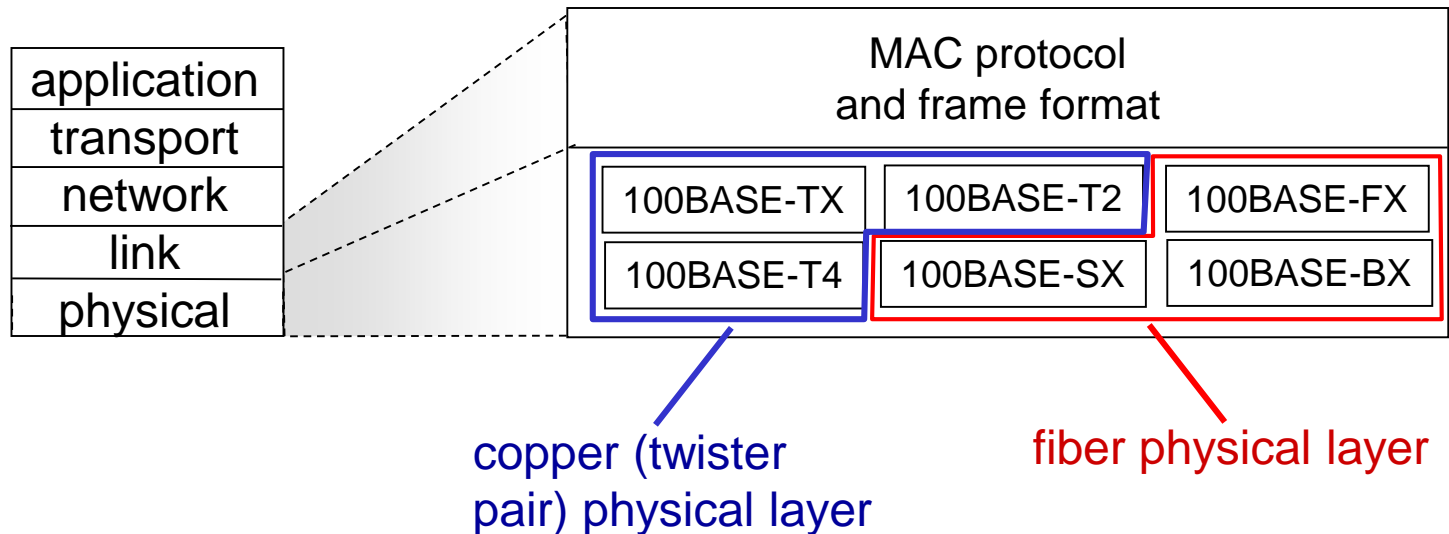 application
transport
network
link
physical
MAC protocol
and frame format
100BASE-TX
100BASE-T2
100BASE-FX
100BASE-T4
100BASE-SX
100BASE-BX
copper (twister
pair) physical layer
fiber physical layer